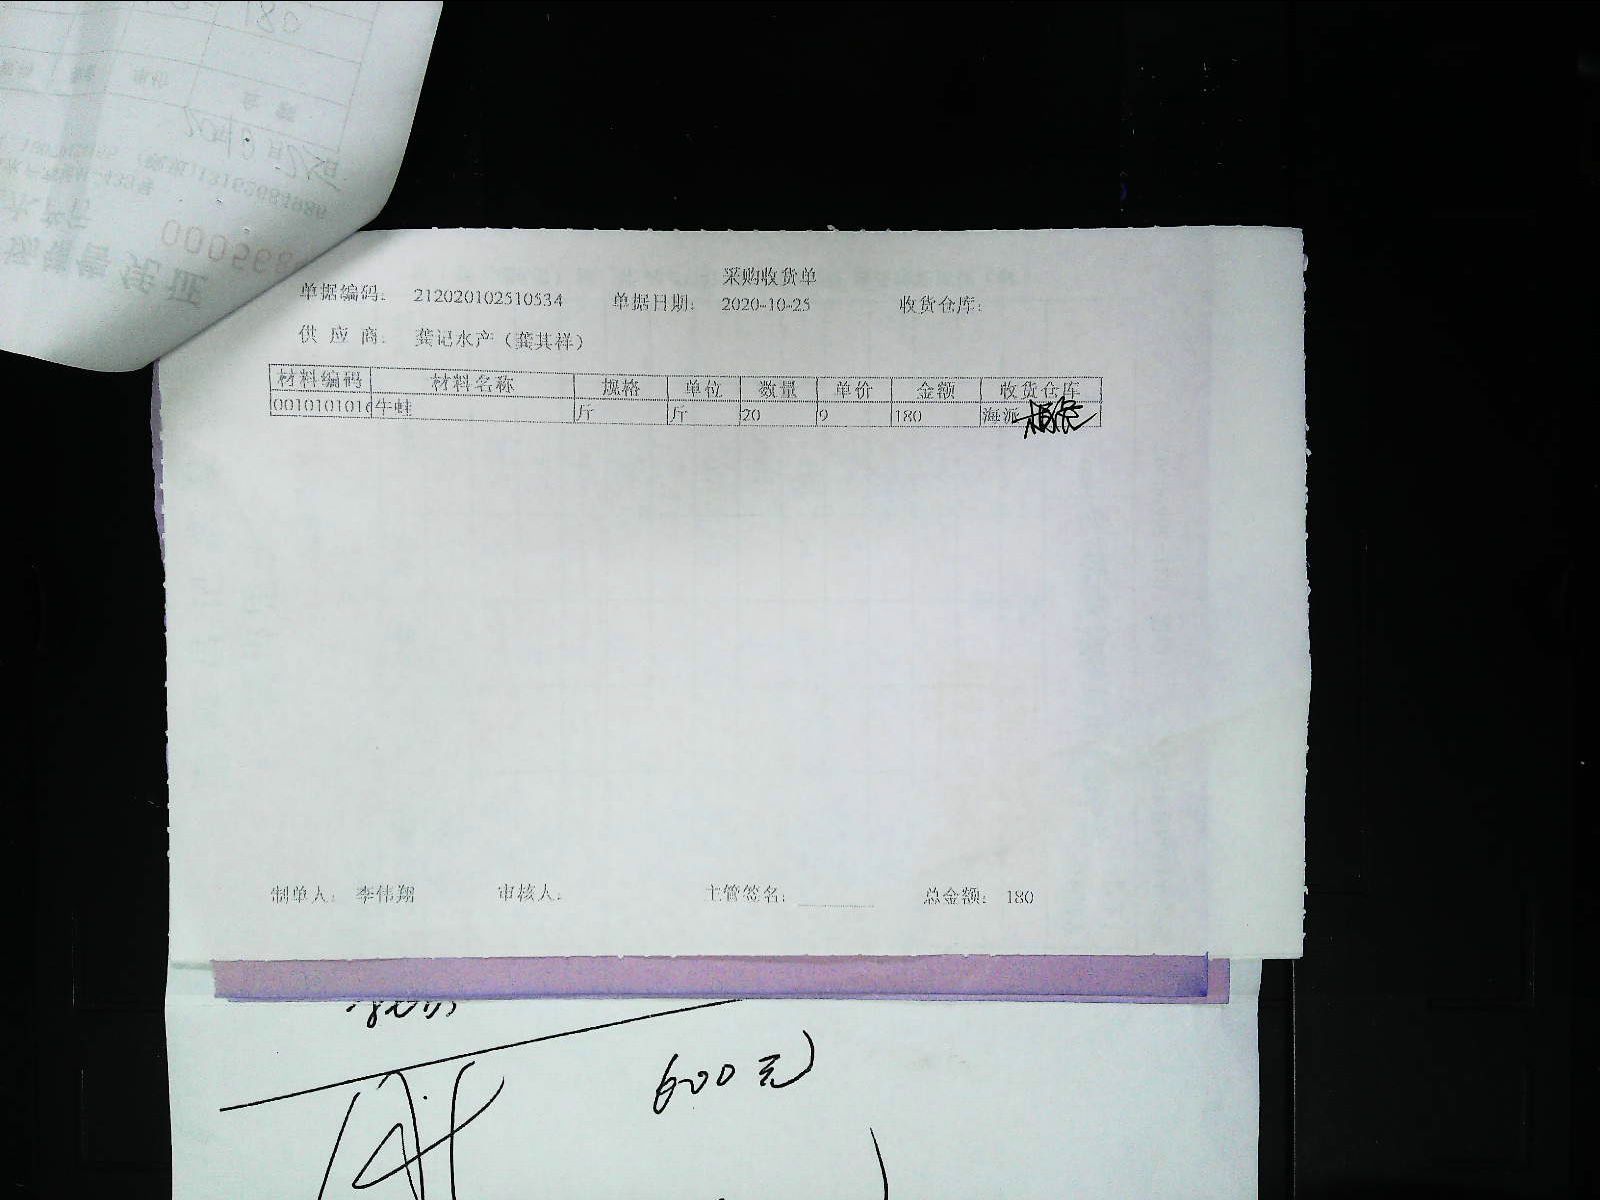 采购收货单
单据编码: 212020102510534 单据日期: 2020-10-25 收货仓库:
供 应 商: 龚记水产（龚其祥）
材料编码 材料名称 规格 单位 数量 单价 金额 收货仓库
0010101016 牛蛙 斤 斤 20 9 180 海派
制单人: 李伟翔 审核人: 主管签名: 总金额: 180
600元